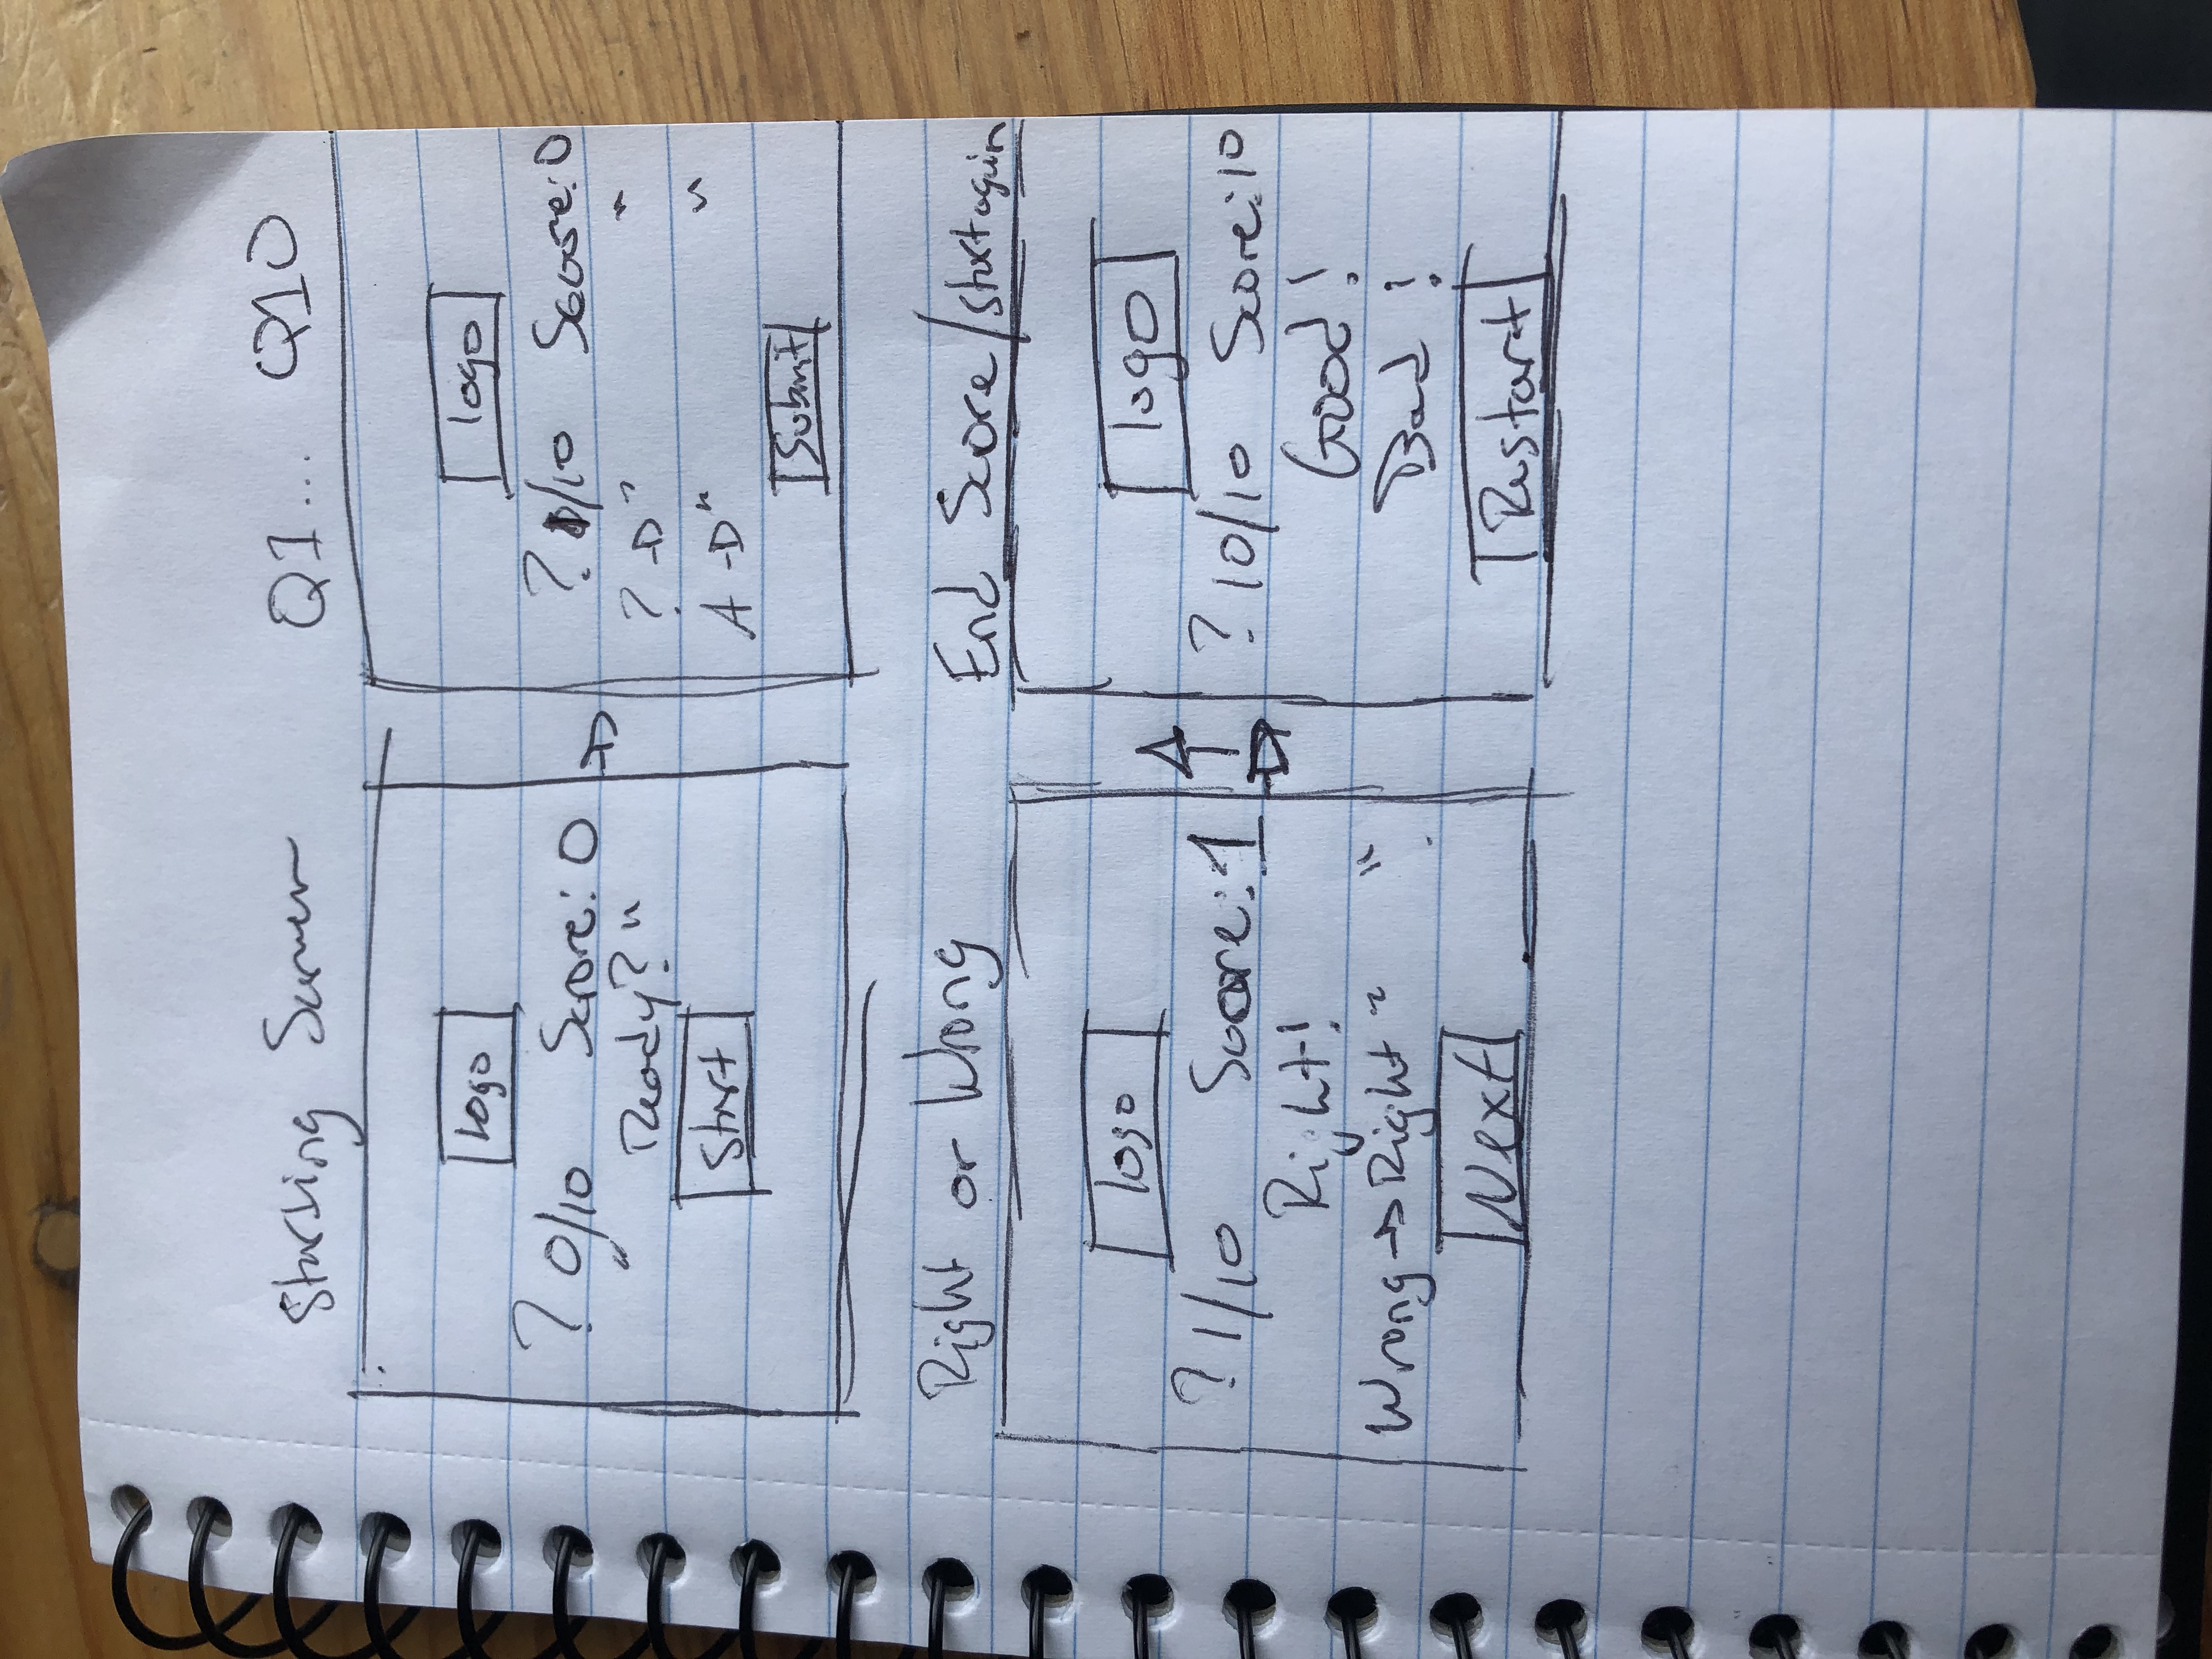 Starting Screen
Logo
? 0/10 Score: 0
" Ready? "
Start
Q1... Q10
logo
? 1/10 Score: 0
? → " "
A → " "
Submit
Right or Wrong
logo
? 1/10 Score: 1
Right!
Wrong → Right " "
Next
End Score/start again
logo
? 10/10 Score: 10
Good!
Bad!
Restart